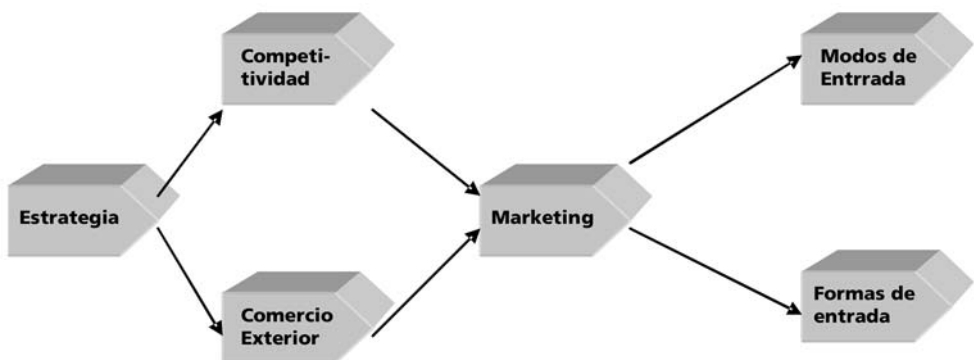 Estrategia
Competi-
tividad
Comercio
Exterior
Marketing
Modos de
Entrrada
Formas de
entrada